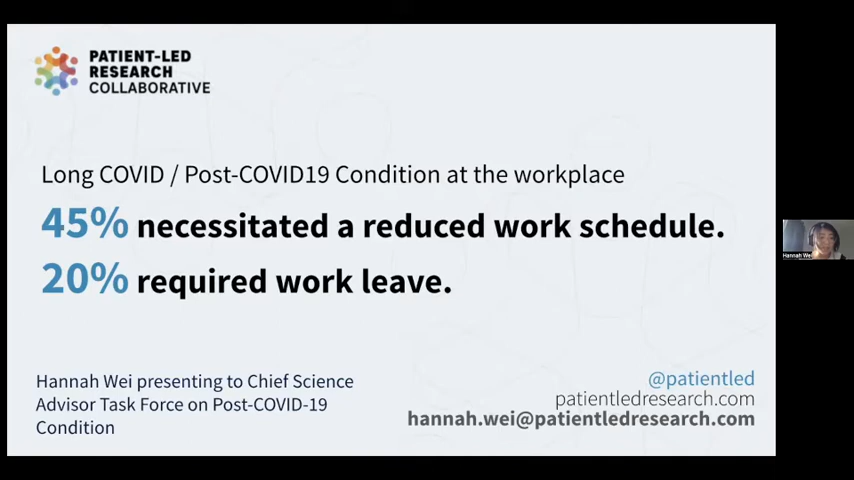 PATIENT-LED
RESEARCH
COLLABORATIVE
Long COVID / Post-COVID19 Condition at the workplace
45% necessitated a reduced work schedule.
20% required work leave.
Hannah Wei presenting to Chief Science
Advisor Task Force on Post-COVID-19
Condition
@patientled
patientledresearch.com
hannah.wei@patientledresearch.com
Hannah Wei